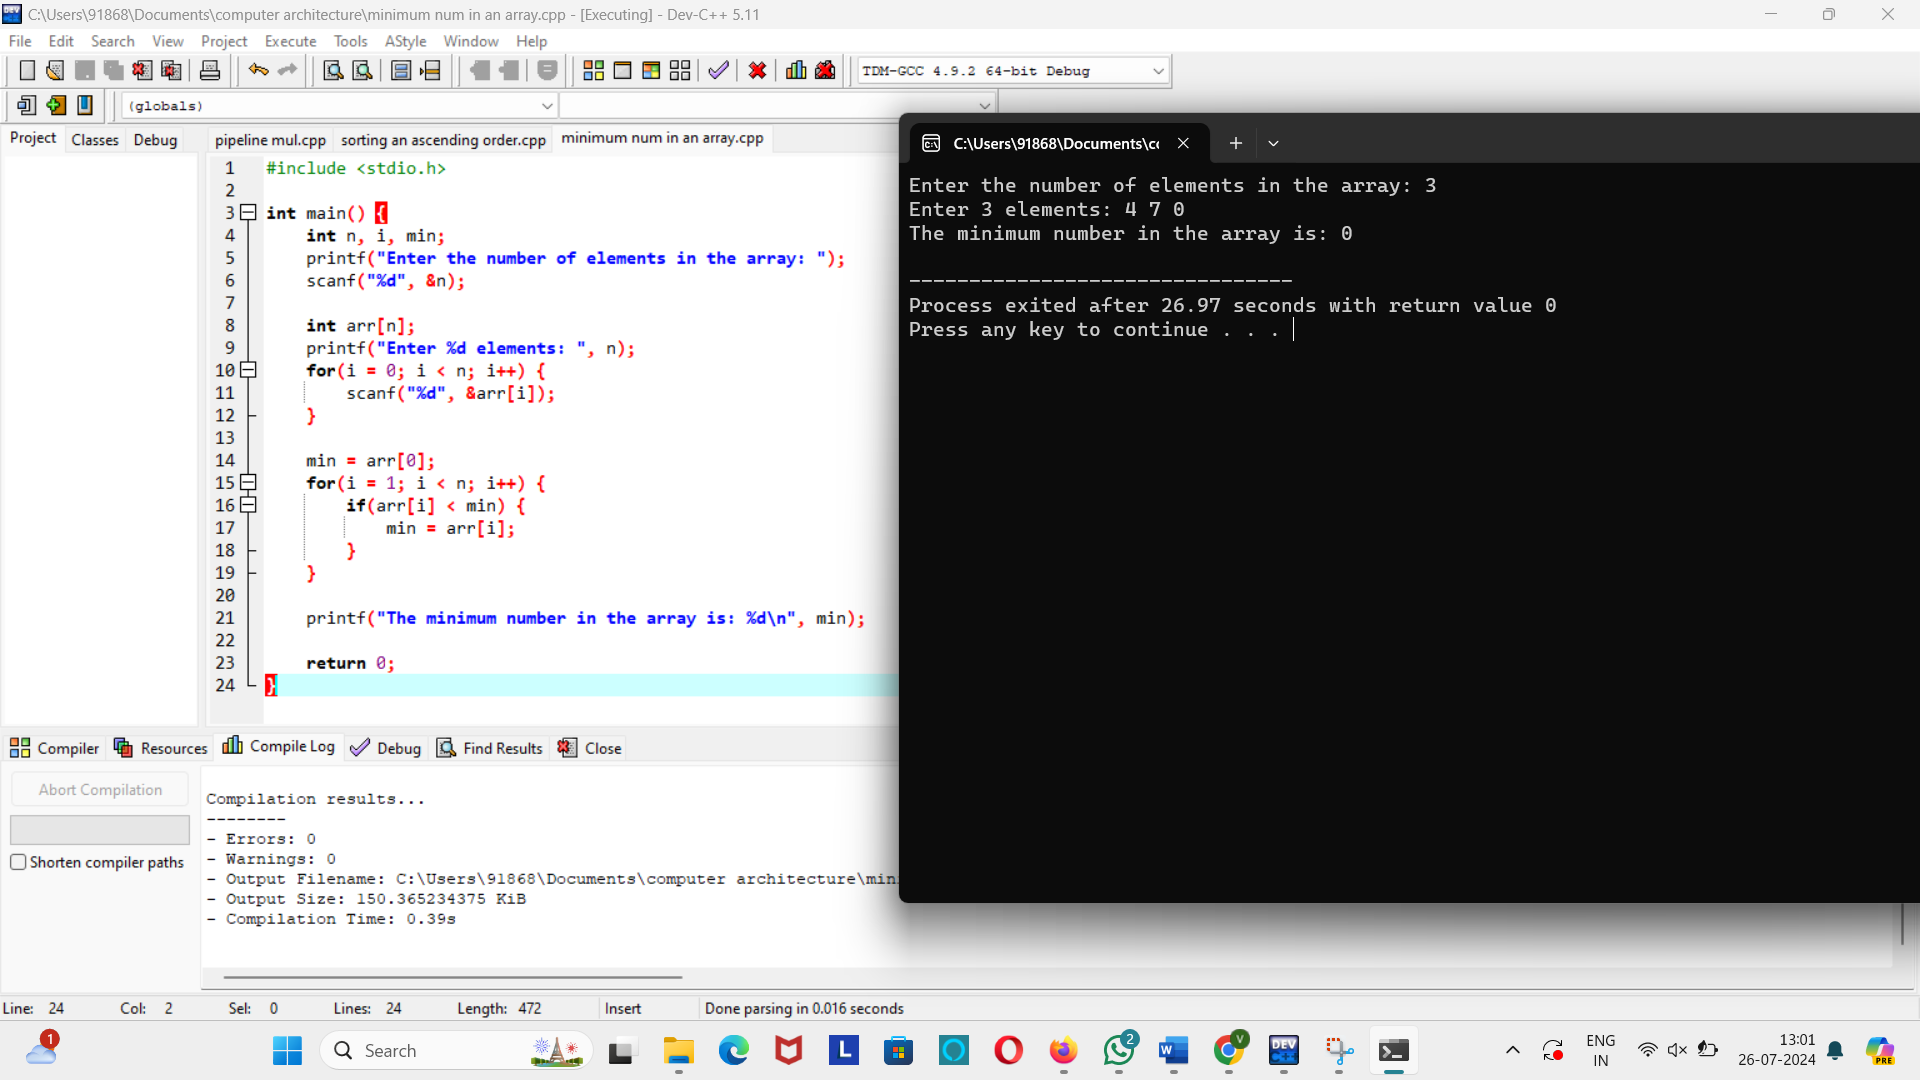 C:\Users\91868\Documents\computer architecture\minimum num in an array.cpp - [Executing] - Dev-C++ 5.11
File Edit Search View Project Execute Tools AStyle Window Help
TDM-GCC 4.9.2 64-bit Debug
(globals)
Project Classes Debug
pipeline mul.cpp sorting an ascending order.cpp minimum num in an array.cpp
1 #include <stdio.h>
2
3 int main() {
4 int n, i, min;
5 printf("Enter the number of elements in the array: ");
6 scanf("%d", &n);
7
8 int arr[n];
9 printf("Enter %d elements: ", n);
10 for(i = 0; i < n; i++) {
11 scanf("%d", &arr[i]);
12 }
13
14 min = arr[0];
15 for(i = 1; i < n; i++) {
16 if(arr[i] < min) {
17 min = arr[i];
18 }
19 }
20
21 printf("The minimum number in the array is: %d\n", min);
22
23 return 0;
24 }
C:\Users\91868\Documents\cc
Enter the number of elements in the array: 3
Enter 3 elements: 4 7 0
The minimum number in the array is: 0
--------------------------------
Process exited after 26.97 seconds with return value 0
Press any key to continue . . .
Compiler Resources Compile Log Debug Find Results Close
Abort Compilation
Shorten compiler paths
Compilation results...
--------
- Errors: 0
- Warnings: 0
- Output Filename: C:\Users\91868\Documents\computer architecture\min
- Output Size: 150.365234375 KiB
- Compilation Time: 0.39s
Line: 24 Col: 2 Sel: 0 Lines: 24 Length: 472 Insert Done parsing in 0.016 seconds
1
Search
L
2
W
V
DEV
ENG
IN
13:01
26-07-2024
PRE